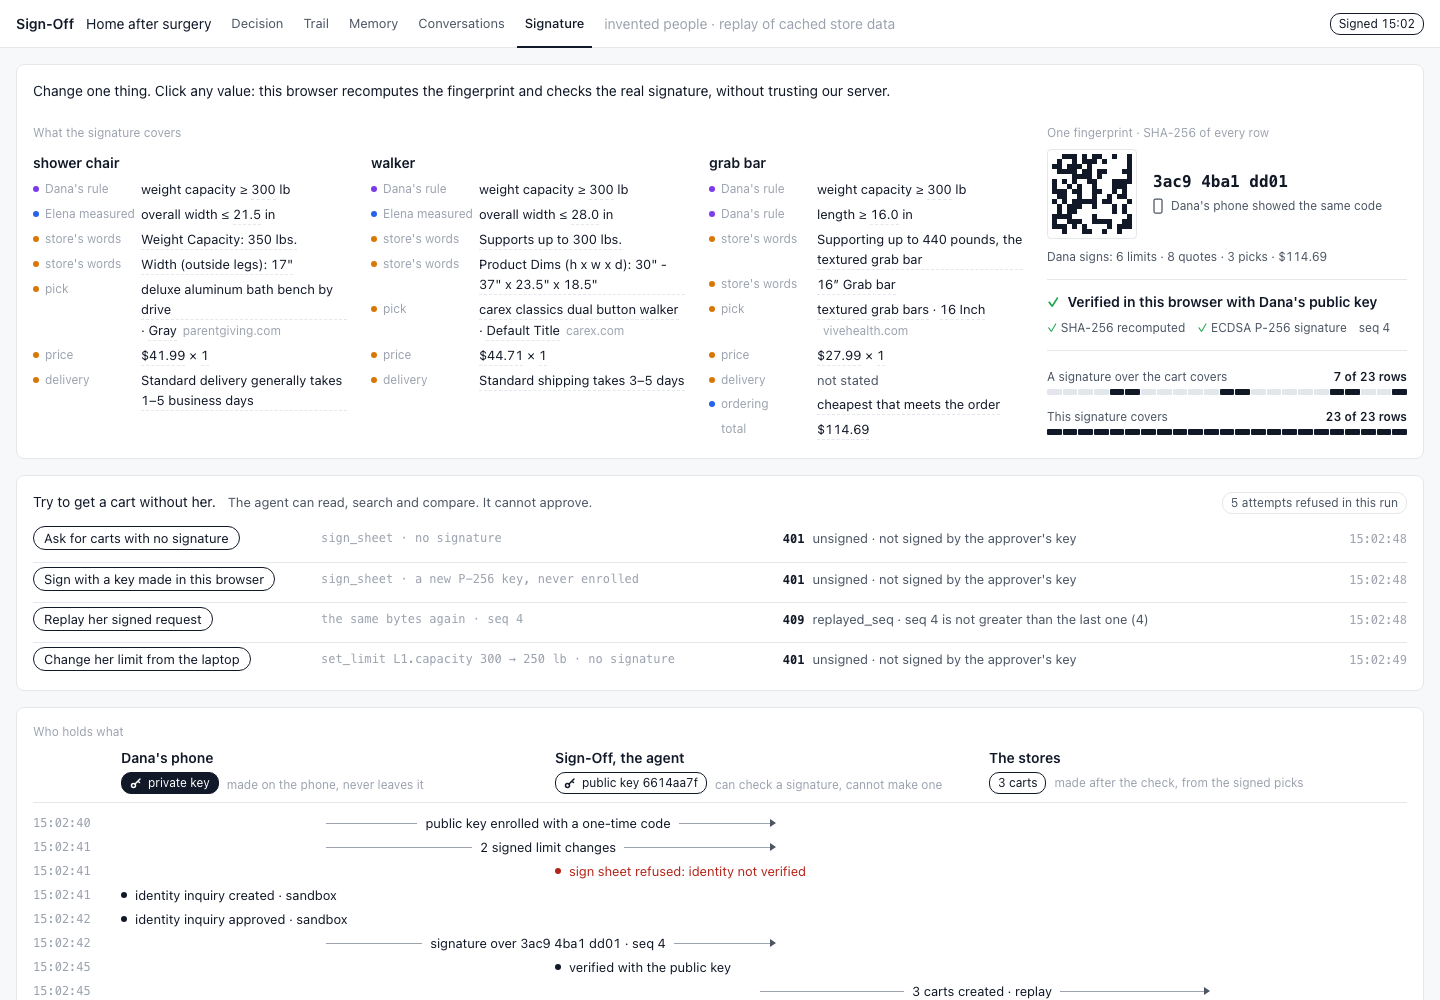 Sign-Off Home after surgery Decision Trail Memory Conversations Signature invented people · replay of cached store data Signed 15:02
Change one thing. Click any value: this browser recomputes the fingerprint and checks the real signature, without trusting our server.
What the signature covers
shower chair
Dana's rule weight capacity ≥ 300 lb
Elena measured overall width ≤ 21.5 in
store's words Weight Capacity: 350 lbs.
store's words Width (outside legs): 17"
pick deluxe aluminum bath bench by
drive
· Gray parentgiving.com
price $41.99 × 1
delivery Standard delivery generally takes
1–5 business days
walker
Dana's rule weight capacity ≥ 300 lb
Elena measured overall width ≤ 28.0 in
store's words Supports up to 300 lbs.
store's words Product Dims (h x w x d): 30" -
37" x 23.5" x 18.5"
pick carex classics dual button walker
· Default Title carex.com
price $44.71 × 1
delivery Standard shipping takes 3–5 days
grab bar
Dana's rule weight capacity ≥ 300 lb
Dana's rule length ≥ 16.0 in
store's words Supporting up to 440 pounds, the
textured grab bar
store's words 16” Grab bar
pick textured grab bars · 16 Inch
vivehealth.com
price $27.99 × 1
delivery not stated
ordering cheapest that meets the order
total $114.69
One fingerprint · SHA-256 of every row
3ac9 4ba1 dd01
Dana's phone showed the same code
Dana signs: 6 limits · 8 quotes · 3 picks · $114.69
Verified in this browser with Dana's public key
SHA-256 recomputed ECDSA P-256 signature seq 4
A signature over the cart covers 7 of 23 rows
This signature covers 23 of 23 rows
Try to get a cart without her. The agent can read, search and compare. It cannot approve. 5 attempts refused in this run
Ask for carts with no signature sign_sheet · no signature 401 unsigned · not signed by the approver's key 15:02:48
Sign with a key made in this browser sign_sheet · a new P-256 key, never enrolled 401 unsigned · not signed by the approver's key 15:02:48
Replay her signed request the same bytes again · seq 4 409 replayed_seq · seq 4 is not greater than the last one (4) 15:02:48
Change her limit from the laptop set_limit L1.capacity 300 → 250 lb · no signature 401 unsigned · not signed by the approver's key 15:02:49
Who holds what
Dana's phone Sign-Off, the agent The stores
private key made on the phone, never leaves it public key 6614aa7f can check a signature, cannot make one 3 carts made after the check, from the signed picks
15:02:40 public key enrolled with a one-time code
15:02:41 2 signed limit changes
15:02:41 sign sheet refused: identity not verified
15:02:41 identity inquiry created · sandbox
15:02:42 identity inquiry approved · sandbox
15:02:42 signature over 3ac9 4ba1 dd01 · seq 4
15:02:45 verified with the public key
15:02:45 3 carts created · replay